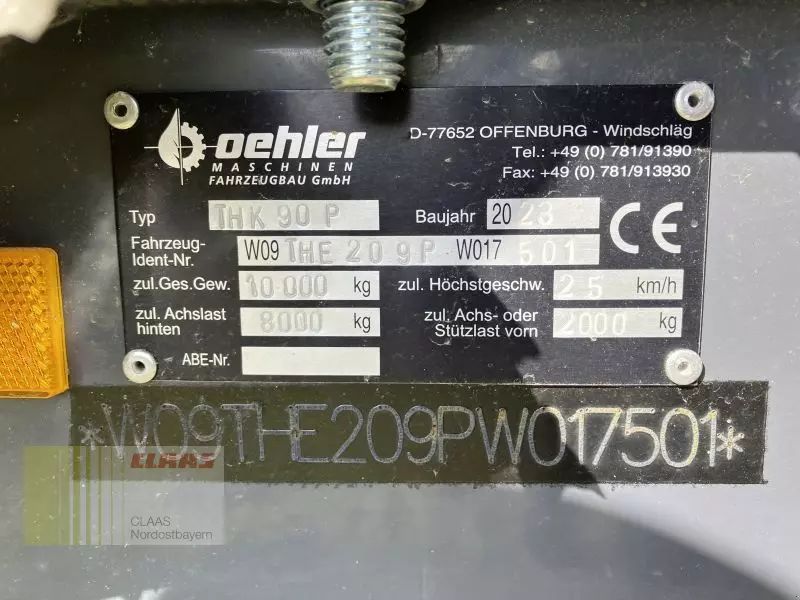 oehler
MASCHINEN
FAHRZEUGBAU GmbH
D-77652 OFFENBURG - Windschläg
Tel.: +49 (0) 781/91390
Fax: +49 (0) 781/913930
Typ THK 90 P Baujahr 2023 CE
Fahrzeug-Ident-Nr. W09 THE 209P W017 501
zul.Ges.Gew. 10 000 kg zul. Höchstgeschw. 25 km/h
zul. Achslast hinten 8000 kg zul. Achs- oder Stützlast vorn 2000 kg
ABE-Nr.
*W09THE209PW017501*
CLAAS
CLAAS
Nordostbayern